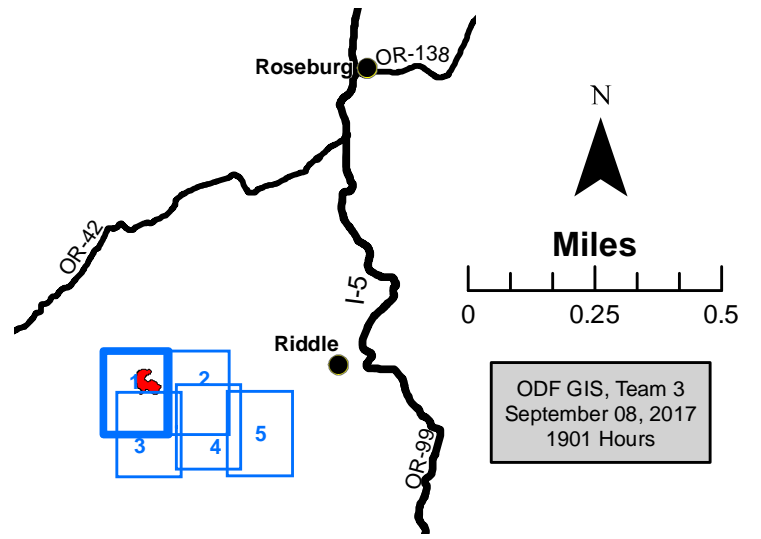 Roseburg
OR-138
N
OR-42
Miles
I-5
0 0.25 0.5
Riddle
1 2
3 4 5
ODF GIS, Team 3
September 08, 2017
1901 Hours
OR-99